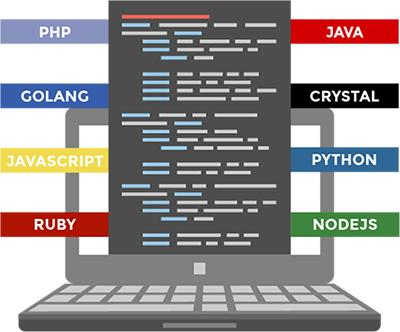 PHP
JAVA
GOLANG
CRYSTAL
JAVASCRIPT
PYTHON
RUBY
NODEJS